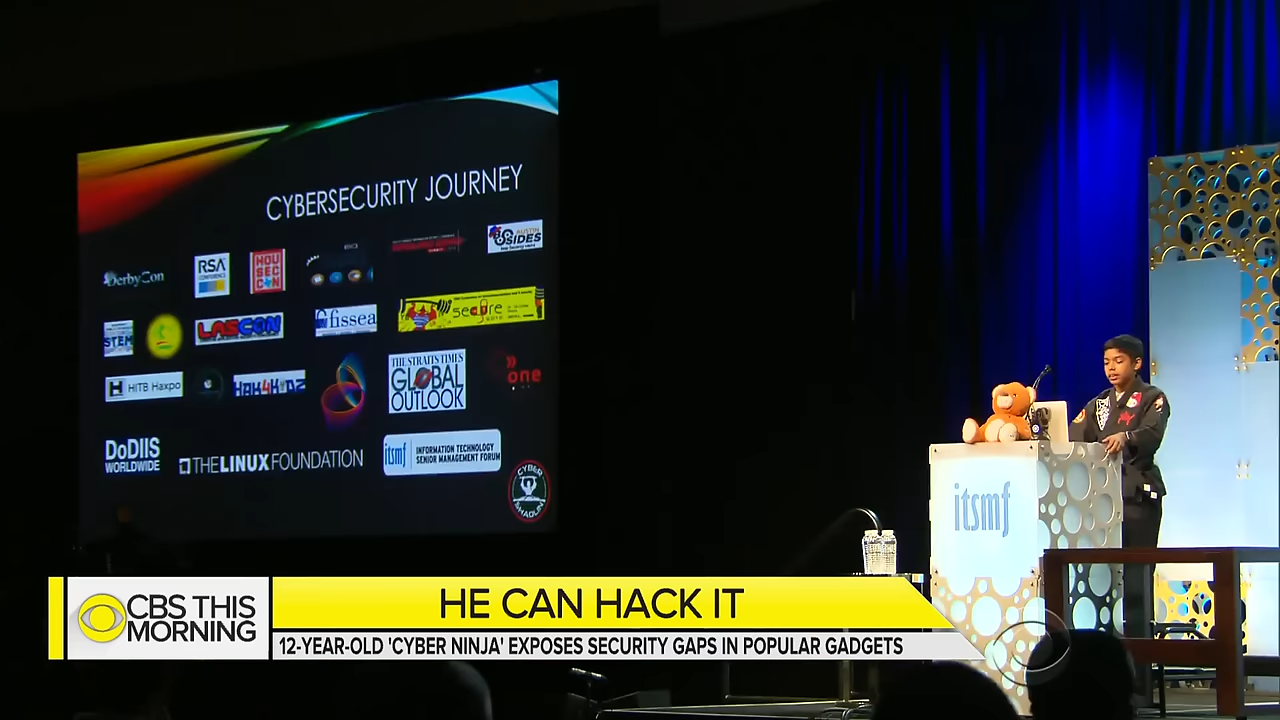 CYBERSECURITY JOURNEY
DerbyCon
RSA
CONFERENCE
HOU
SEC
CON
AUSTIN
BSIDES
STEM
LASCON
fissea
secure
HITB Haxpo
HAK4KIDZ
THE STRAITS TIMES
GLOBAL
OUTLOOK
one
DoDIIS
WORLDWIDE
THE LINUX FOUNDATION
itsmf
INFORMATION TECHNOLOGY
SENIOR MANAGEMENT FORUM
CYBER
SHAOLIN
itsmf
CBS THIS
MORNING
HE CAN HACK IT
12-YEAR-OLD 'CYBER NINJA' EXPOSES SECURITY GAPS IN POPULAR GADGETS